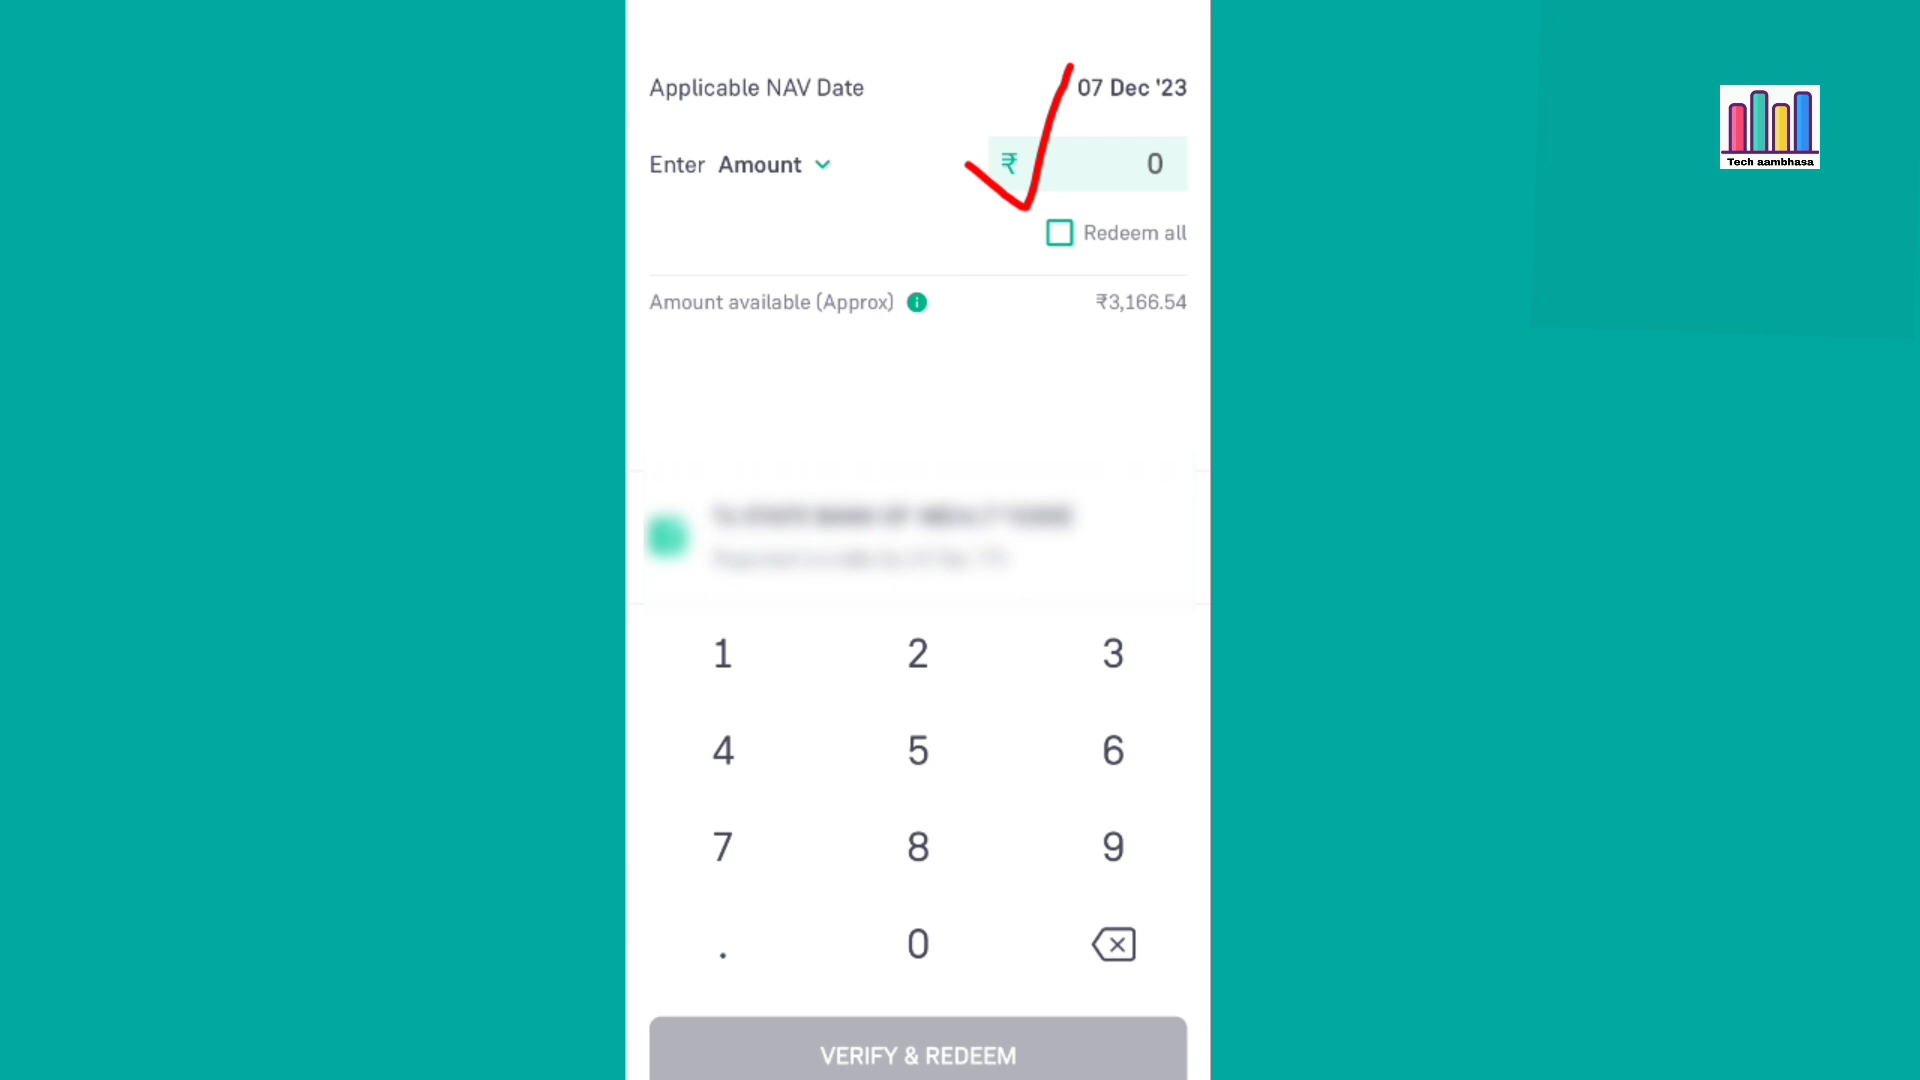 Applicable NAV Date 07 Dec '23
Enter Amount ₹ 0
Redeem all
Amount available (Approx) i ₹3,166.54
1 2 3
4 5 6
7 8 9
. 0
VERIFY & REDEEM
Tech aambhasa